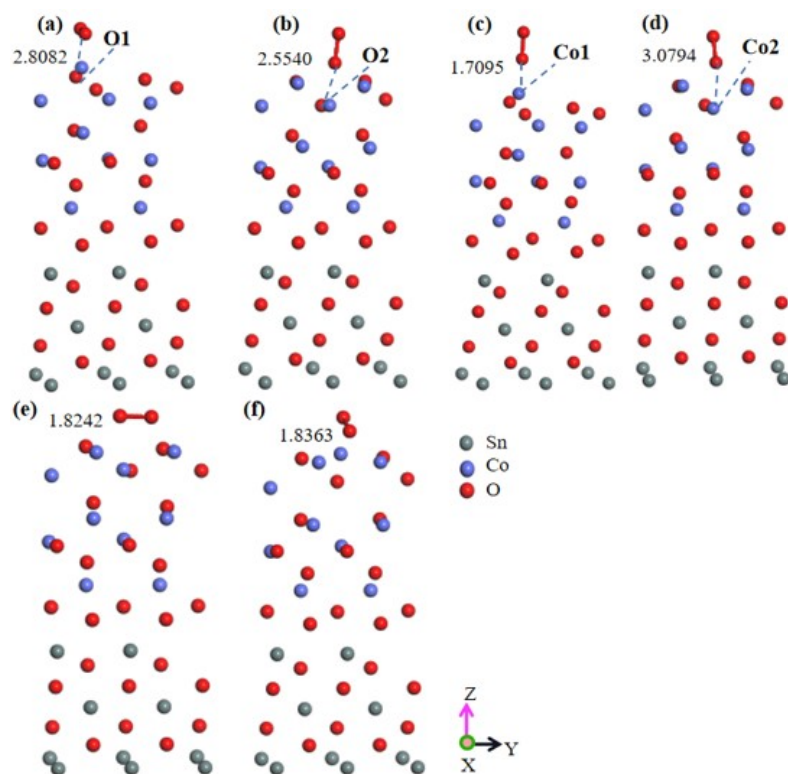 (a)
O1
2.8082
(b)
O2
2.5540
(c)
Co1
1.7095
(d)
Co2
3.0794
(e)
1.8242
(f)
1.8363
Sn
Co
O
Z
Y
X